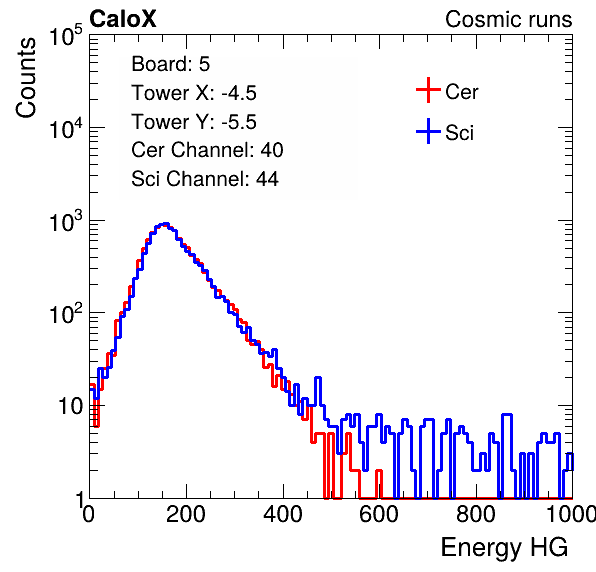 CaloX Cosmic runs
Counts
10^5
10^4
10^3
10^2
10
1
Board: 5
Tower X: -4.5
Tower Y: -5.5
Cer Channel: 40
Sci Channel: 44
Cer
Sci
0 200 400 600 800 1000
Energy HG